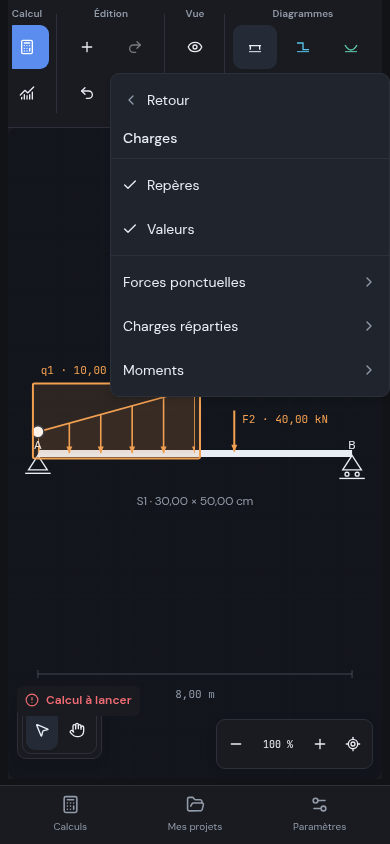 Calcul
Édition
Vue
Diagrammes
Retour
Charges
Repères
Valeurs
Forces ponctuelles
Charges réparties
Moments
q1 · 10,00
F2 · 40,00 kN
A
B
S1 · 30,00 × 50,00 cm
8,00 m
Calcul à lancer
100 %
Calculs
Mes projets
Paramètres